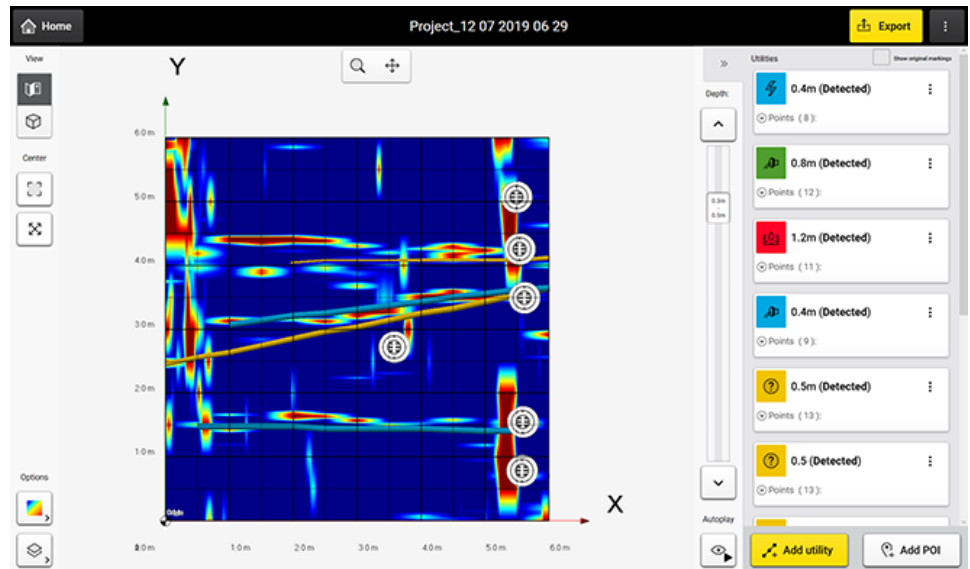 Home
Project_12 07 2019 06 29
Export
View
Center
Options
Y
6.0 m
5.0 m
4.0 m
3.0 m
2.0 m
1.0 m
Origin
X
1.0 m
2.0 m
3.0 m
4.0 m
5.0 m
6.0 m
Depth:
0.3m
-
0.5m
Autoplay
Utilities
Show original markings
0.4m (Detected)
Points ( 8 ):
0.8m (Detected)
Points ( 12 ):
1.2m (Detected)
Points ( 11 ):
0.4m (Detected)
Points ( 9 ):
0.5m (Detected)
Points ( 13 ):
0.5 (Detected)
Points ( 13 ):
Add utility
Add POI